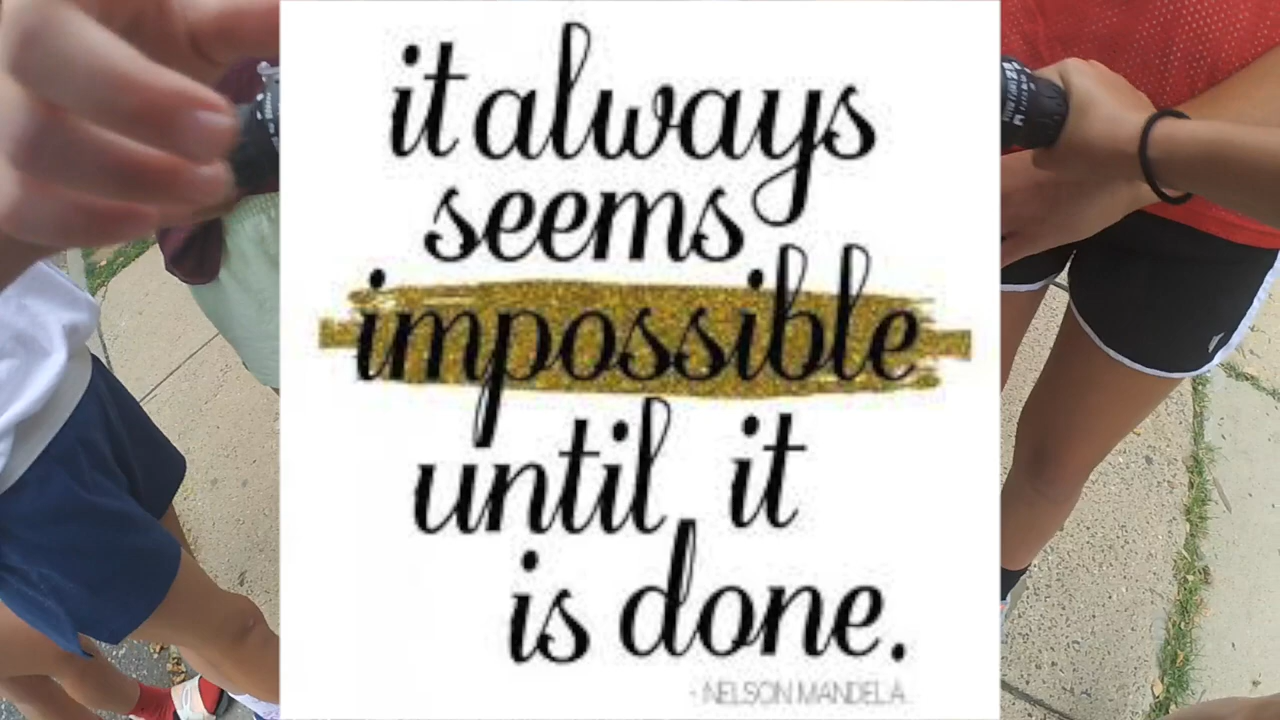 it always
seems
impossible
until it
is done.
- NELSON MANDELA